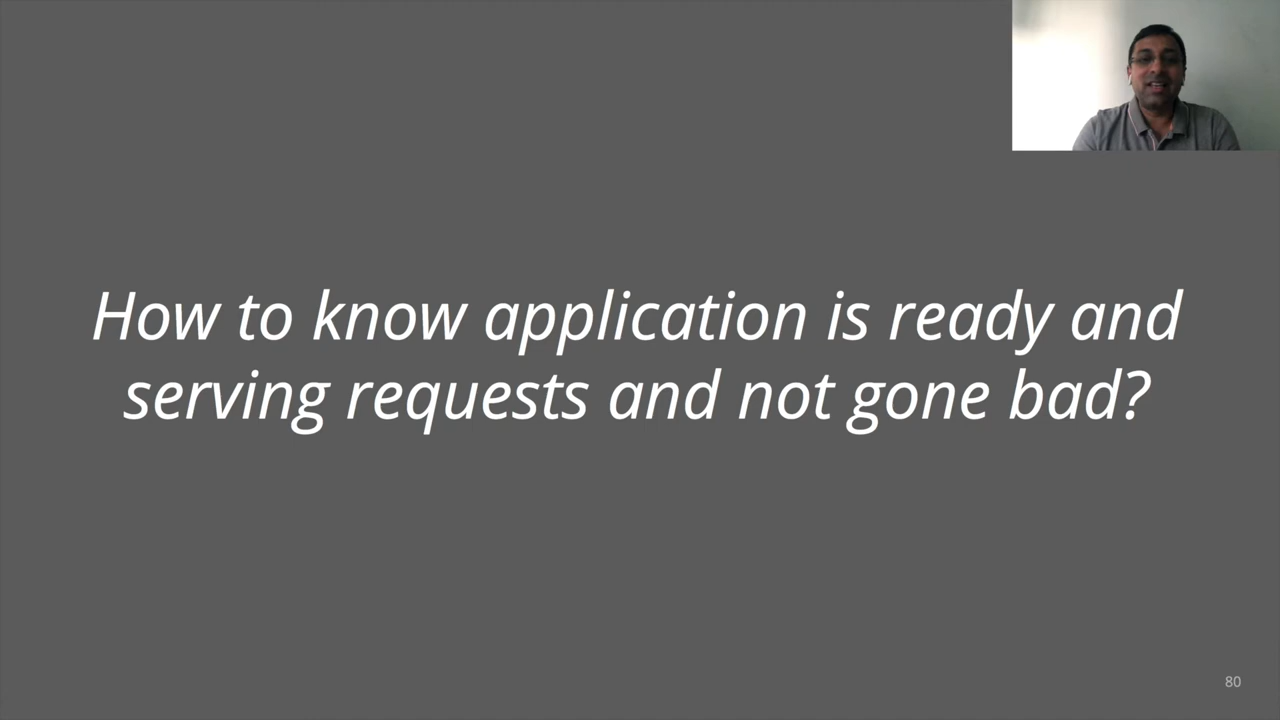 How to know application is ready and
serving requests and not gone bad?
80